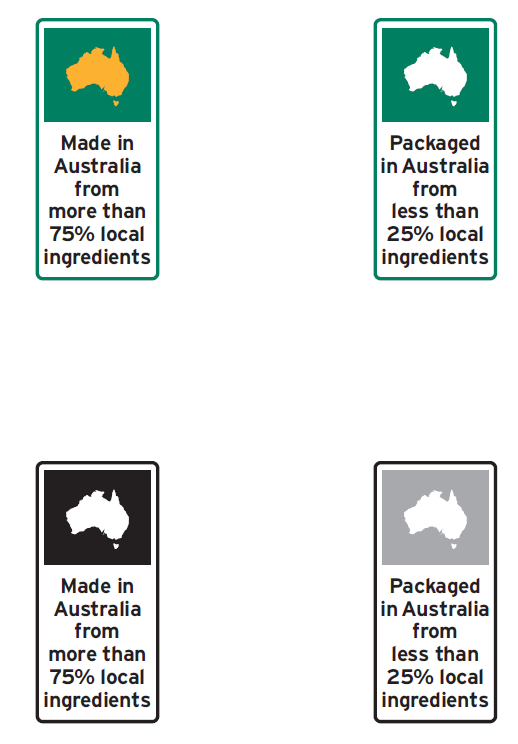 Made in
Australia
from
more than
75% local
ingredients
Packaged
in Australia
from
less than
25% local
ingredients
Made in
Australia
from
more than
75% local
ingredients
Packaged
in Australia
from
less than
25% local
ingredients